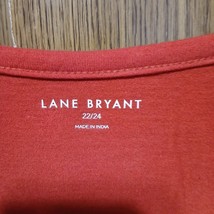 LANE BRYANT
22/24
MADE IN INDIA